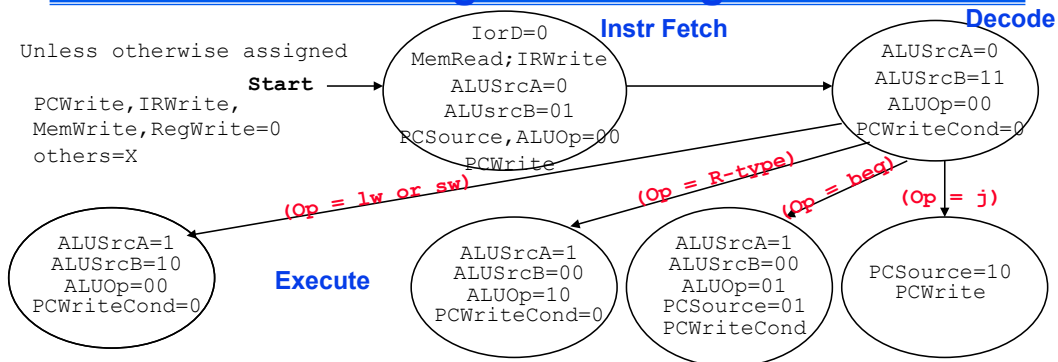 Instr Fetch
Decode
Unless otherwise assigned
Start
PCWrite,IRWrite,
MemWrite,RegWrite=0
others=X
IorD=0
MemRead;IRWrite
ALUSrcA=0
ALUsrcB=01
PCSource,ALUOp=00
PCWrite
ALUSrcA=0
ALUSrcB=11
ALUOp=00
PCWriteCond=0
(Op = lw or sw)
(Op = R-type)
(Op = beq)
(Op = j)
ALUSrcA=1
ALUSrcB=10
ALUOp=00
PCWriteCond=0
Execute
ALUSrcA=1
ALUSrcB=00
ALUOp=10
PCWriteCond=0
ALUSrcA=1
ALUSrcB=00
ALUOp=01
PCSource=01
PCWriteCond
PCSource=10
PCWrite